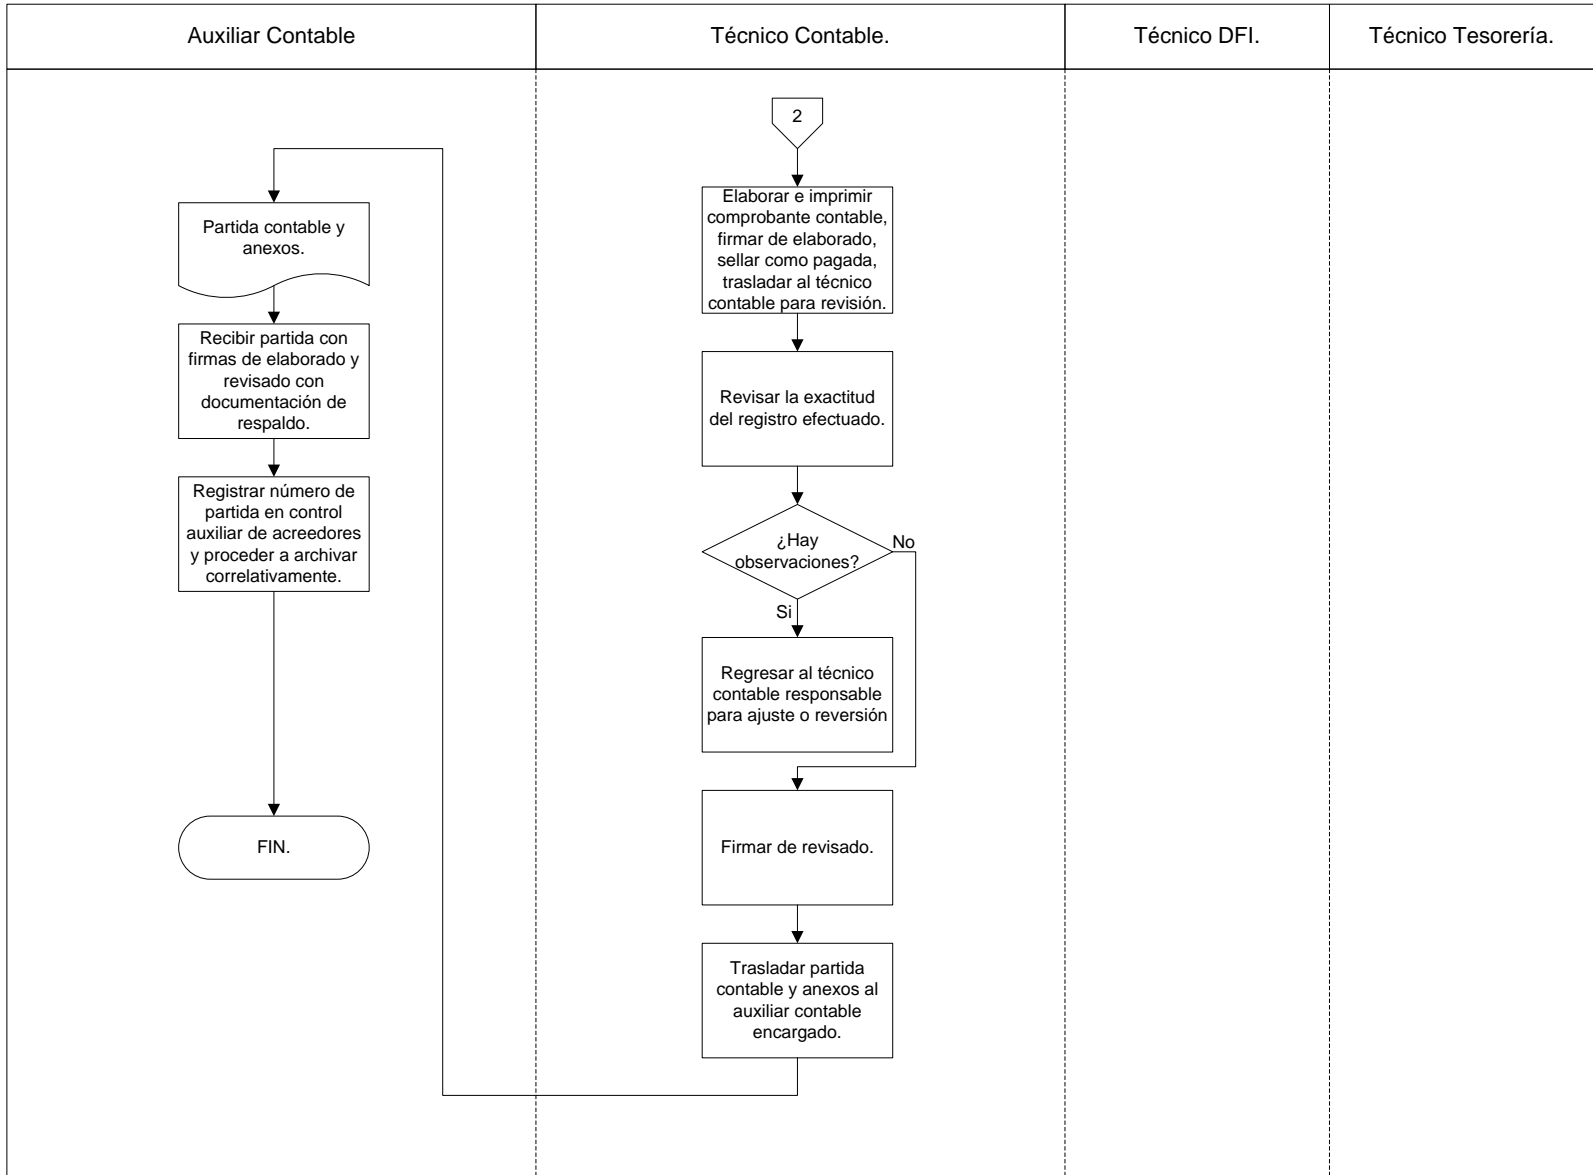 Auxiliar Contable
Técnico Contable.
Técnico DFI.
Técnico Tesorería.
2
Elaborar e imprimir
comprobante contable,
firmar de elaborado,
sellar como pagada,
trasladar al técnico
contable para revisión.
Revisar la exactitud
del registro efectuado.
¿Hay
observaciones?
No
Si
Regresar al técnico
contable responsable
para ajuste o reversión
Firmar de revisado.
Trasladar partida
contable y anexos al
auxiliar contable
encargado.
Partida contable y
anexos.
Recibir partida con
firmas de elaborado y
revisado con
documentación de
respaldo.
Registrar número de
partida en control
auxiliar de acreedores
y proceder a archivar
correlativamente.
FIN.